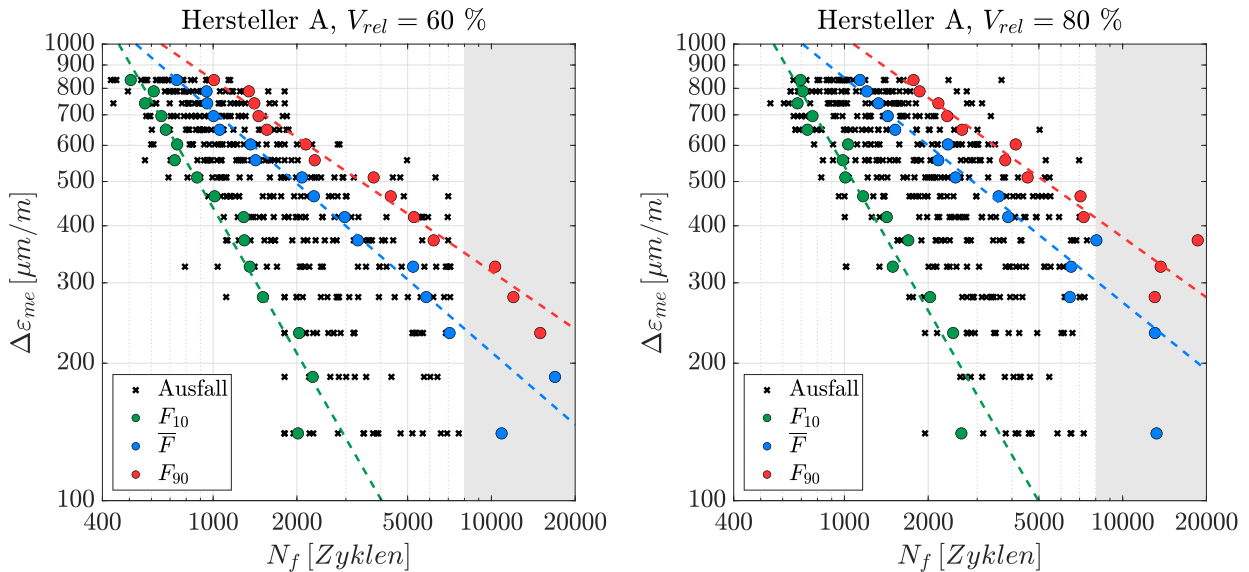 Hersteller A, V_rel = 60 %
1000
900
800
700
600
500
400
300
200
100
Δε_me [μm/m]
Ausfall
F_10
F̅
F_90
400 1000 2000 5000 10000 20000
N_f [Zyklen]
Hersteller A, V_rel = 80 %
1000
900
800
700
600
500
400
300
200
100
Δε_me [μm/m]
Ausfall
F_10
F̅
F_90
400 1000 2000 5000 10000 20000
N_f [Zyklen]